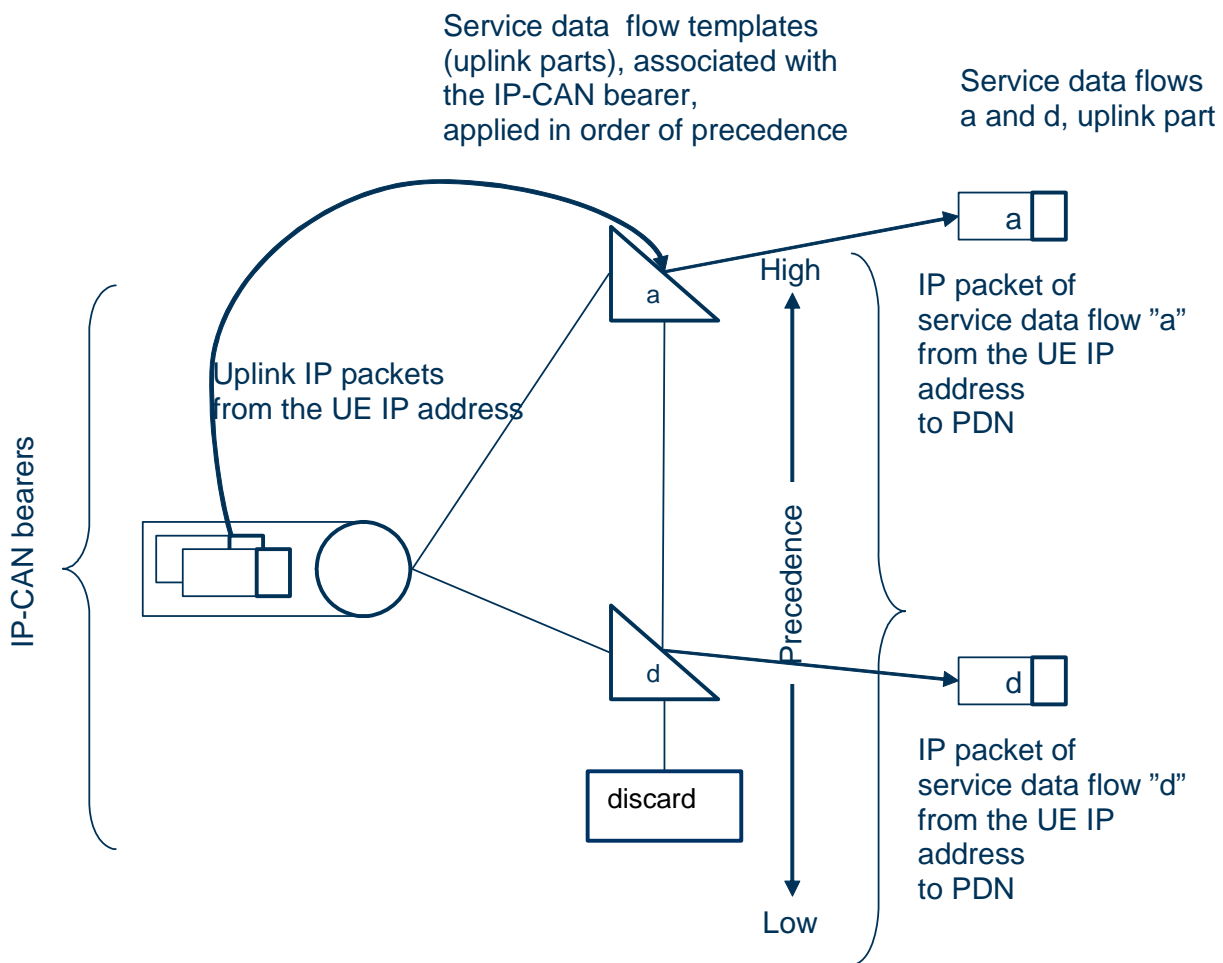 Service data  flow templates
(uplink parts), associated with
the IP-CAN bearer,
applied in order of precedence
Service data flows
a and d, uplink part
a
a
High
IP packet of
service data flow ”a”
from the UE IP
address
to PDN
Uplink IP packets
from the UE IP address
IP-CAN bearers
Precedence
d
d
IP packet of
service data flow ”d”
from the UE IP
address
to PDN
discard
Low